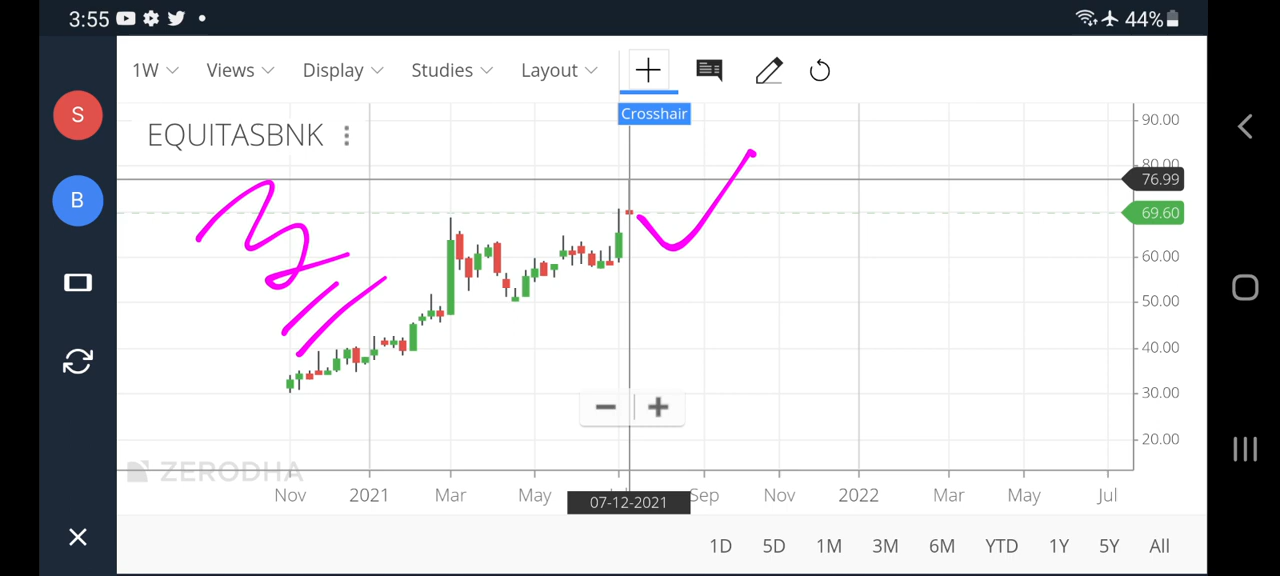 3:55 44%
1W Views Display Studies Layout
Crosshair
S
EQUITASBNK
B
90.00
80.00
76.99
69.60
60.00
50.00
40.00
30.00
20.00
ZERODHA
Nov 2021 Mar May Sep Nov 2022 Mar May Jul
07-12-2021
1D 5D 1M 3M 6M YTD 1Y 5Y All